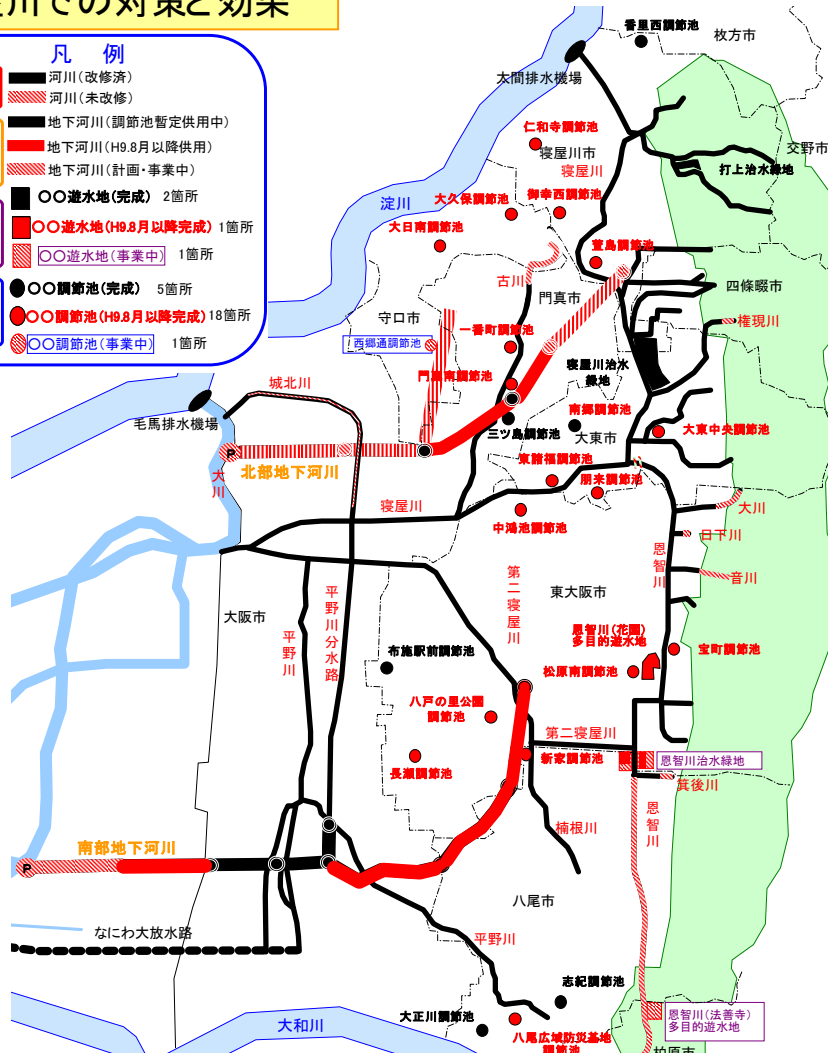 川での対策と効果
凡　例
河川（改修済）
河川（未改修）
地下河川（調節池暫定供用中）
地下河川（H9.8月以降供用）
地下河川（計画・事業中）
〇〇遊水地（完成）　2箇所
〇〇遊水地（H9.8月以降完成）1箇所
〇〇遊水地（事業中）　1箇所
〇〇調節池（完成）　5箇所
〇〇調節池（H9.8月以降完成）18箇所
〇〇調節池（事業中）　1箇所
香里西調節池
枚方市
太間排水機場
仁和寺調節池
寝屋川市
寝屋川
交野市
打上治水緑地
淀川
大久保調節池
御幸西調節池
大日南調節池
萱島調節池
古川
門真市
四條畷市
守口市
権現川
一番町調節池
西郷通調節池
寝屋川治水
緑地
門真南調節池
城北川
毛馬排水機場
南郷調節池
三ツ島調節池
大東市
大東中央調節池
P
大川
北部地下河川
東諸福調節池
朋来調節池
寝屋川
中鴻池調節池
大川
日下川
恩智川
音川
第二寝屋川
東大阪市
平野川分水路
大阪市
平野川
恩智川（花園）
多目的遊水地
布施駅前調節池
宝町調節池
松原南調節池
八戸の里公園
調節池
第二寝屋川
新家調節池
恩智川治水緑地
長瀬調節池
箕後川
恩智川
楠根川
南部地下河川
P
八尾市
なにわ大放水路
平野川
志紀調節池
大正川調節池
恩智川（法善寺）
多目的遊水地
大和川
八尾広域防災基地
調節池
柏原市